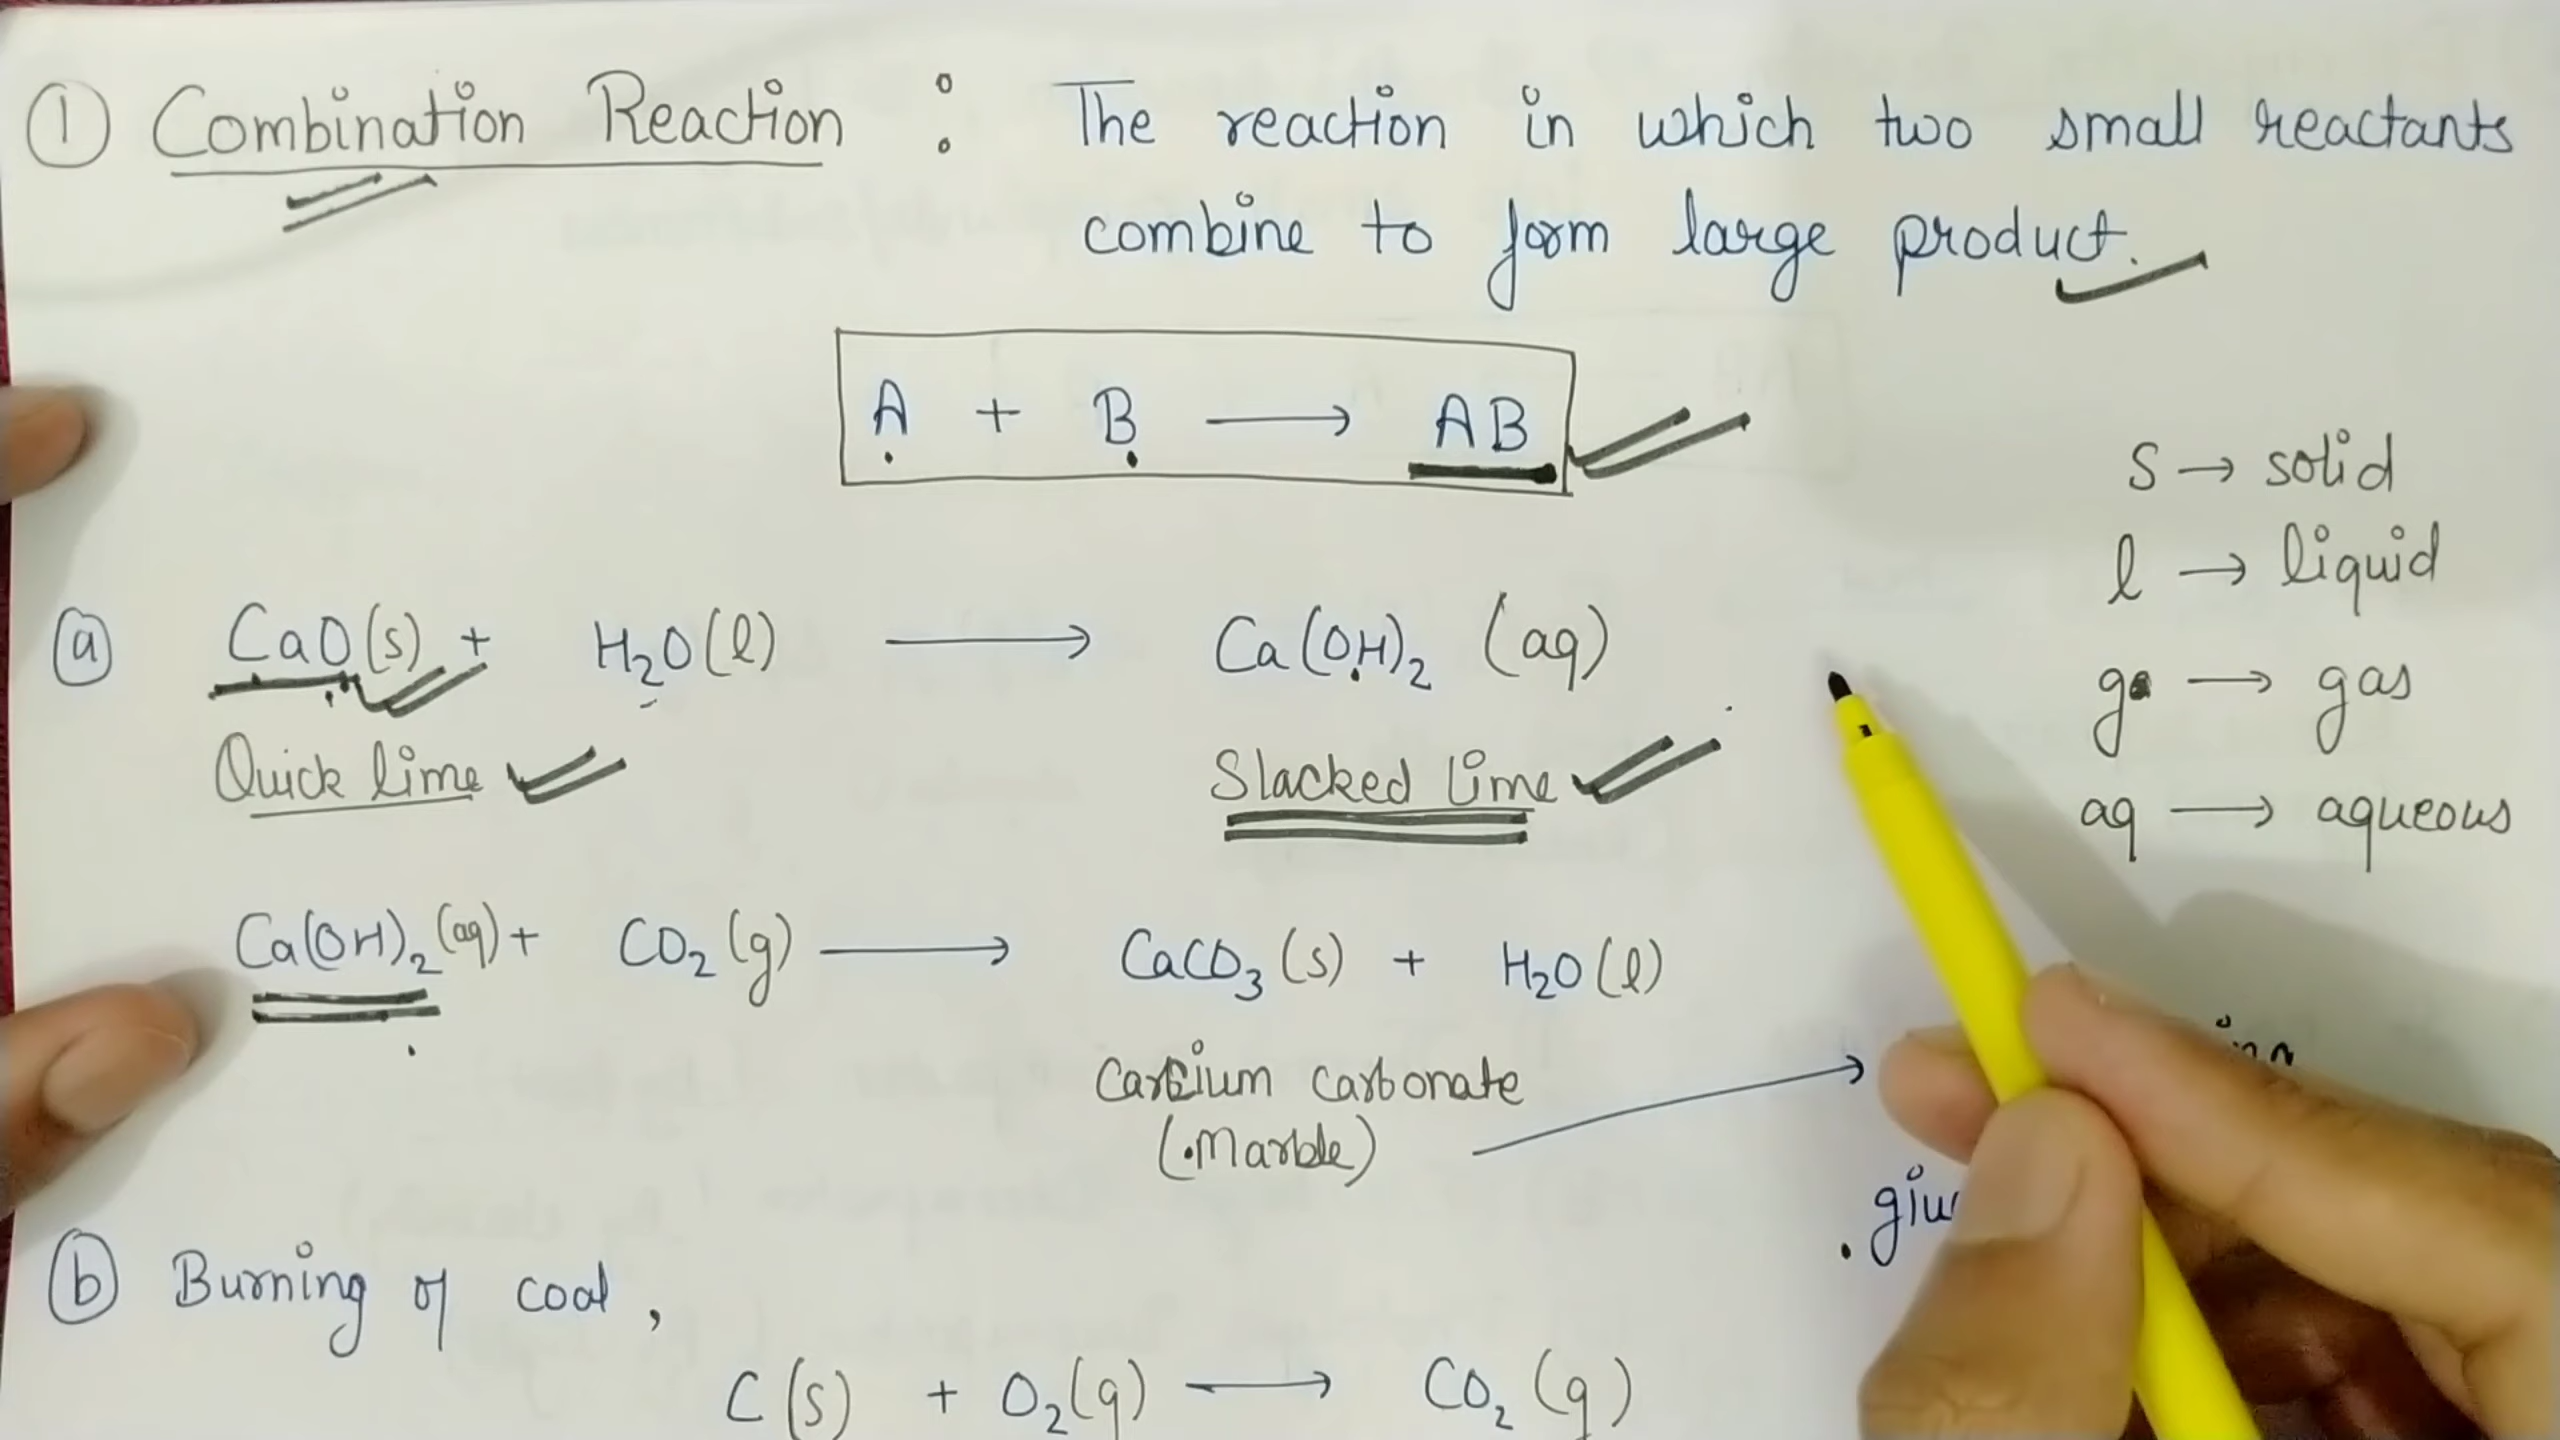 ① Combination Reaction : The reaction in which two small reactants
combine to form large product.
A + B ⟶ AB
s → solid
l → liquid
g → gas
aq → aqueous
ⓐ CaO(s) + H₂O(l) ⟶ Ca(OH)₂ (aq)
Quick lime Slacked lime
Ca(OH)₂(aq) + CO₂(g) ⟶ CaCO₃(s) + H₂O(l)
Calcium carbonate
(Marble)
ⓑ Burning of coal,
C(s) + O₂(g) ⟶ CO₂(g)